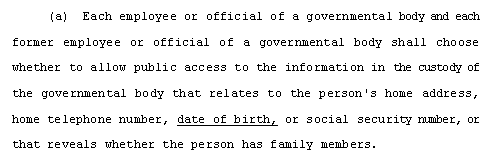 (a) Each employee or official of a governmental body and each
former employee or official of a governmental body shall choose
whether to allow public access to the information in the custody of
the governmental body that relates to the person's home address,
home telephone number, date of birth, or social security number, or
that reveals whether the person has family members.